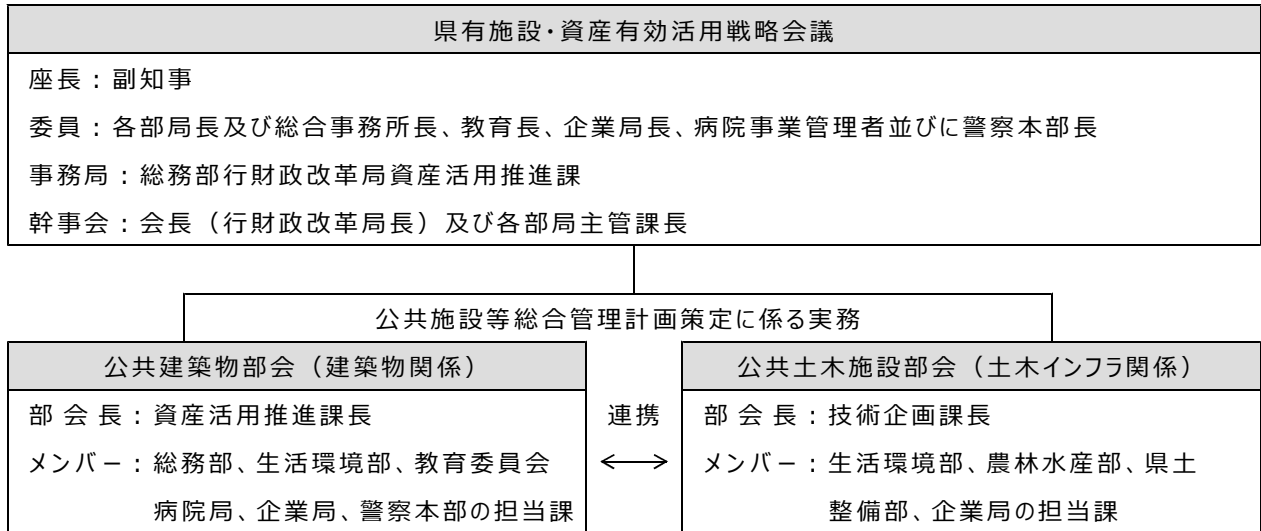 県有施設・資産有効活用戦略会議
座長：副知事
委員：各部局長及び総合事務所長、教育長、企業局長、病院事業管理者並びに警察本部長
事務局：総務部行財政改革局資産活用推進課
幹事会：会長（行財政改革局長）及び各部局主管課長
公共施設等総合管理計画策定に係る実務
公共建築物部会（建築物関係）
部会長：資産活用推進課長
メンバー：総務部、生活環境部、教育委員会
病院局、企業局、警察本部の担当課
連携
公共土木施設部会（土木インフラ関係）
部会長：技術企画課長
メンバー：生活環境部、農林水産部、県土
整備部、企業局の担当課